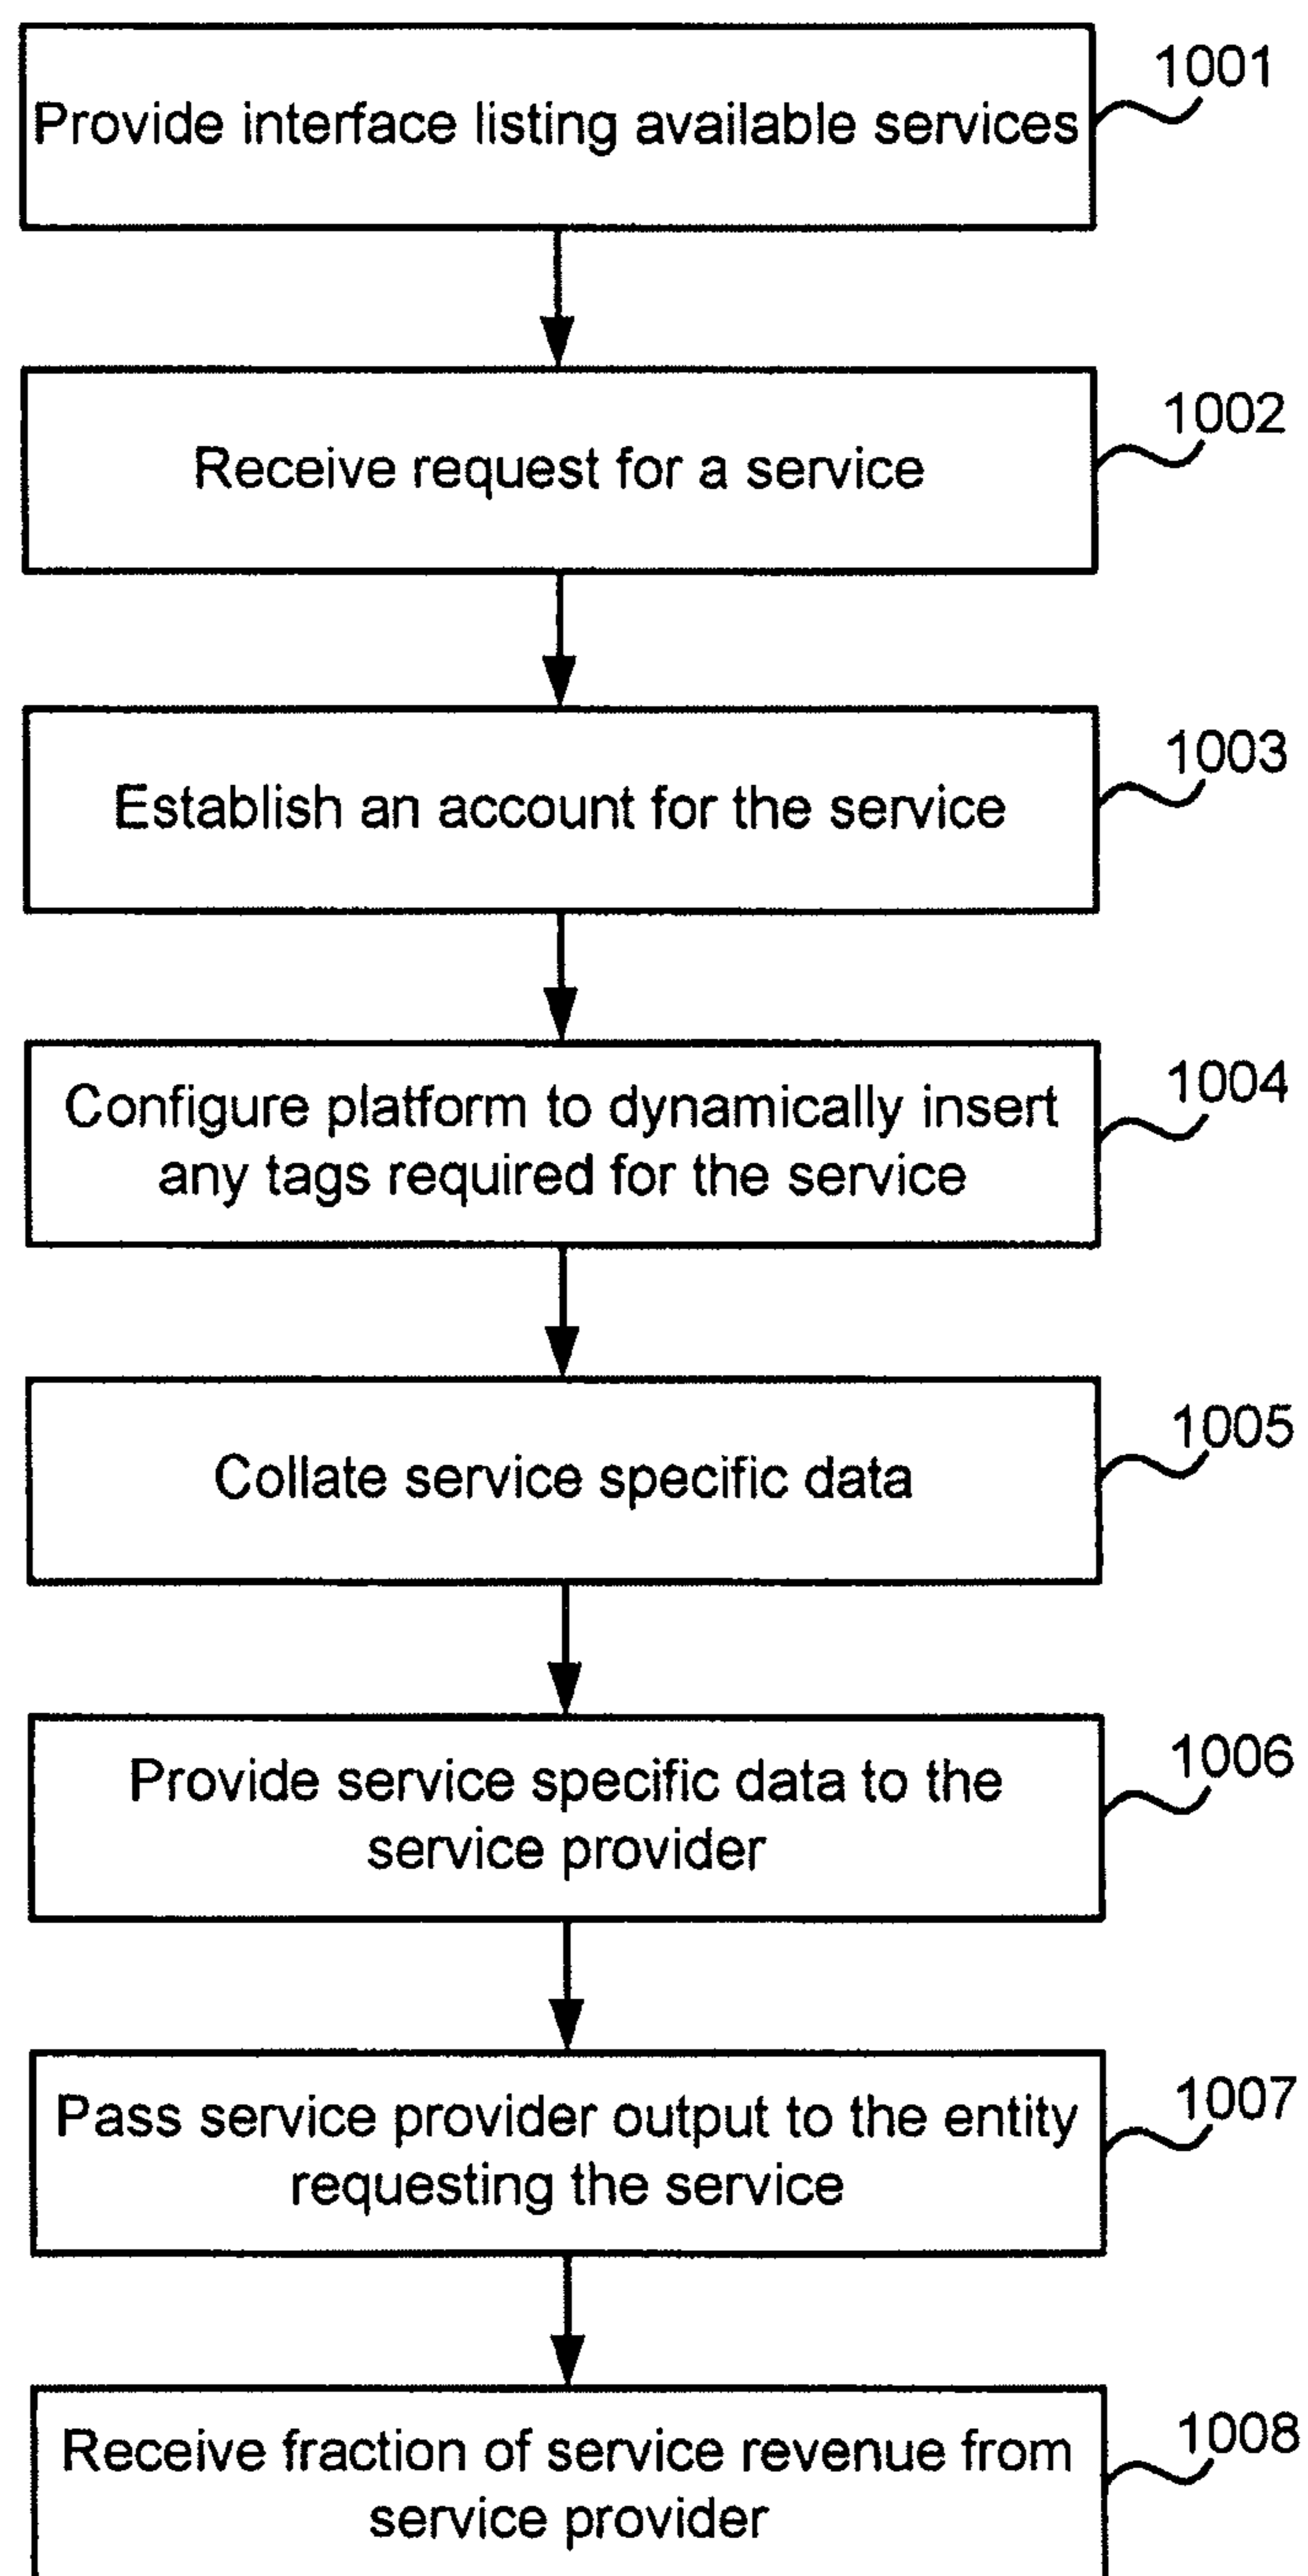 1001
Provide interface listing available services
1002
Receive request for a service
1003
Establish an account for the service
1004
Configure platform to dynamically insert
any tags required for the service
1005
Collate service specific data
1006
Provide service specific data to the
service provider
1007
Pass service provider output to the entity
requesting the service
1008
Receive fraction of service revenue from
service provider